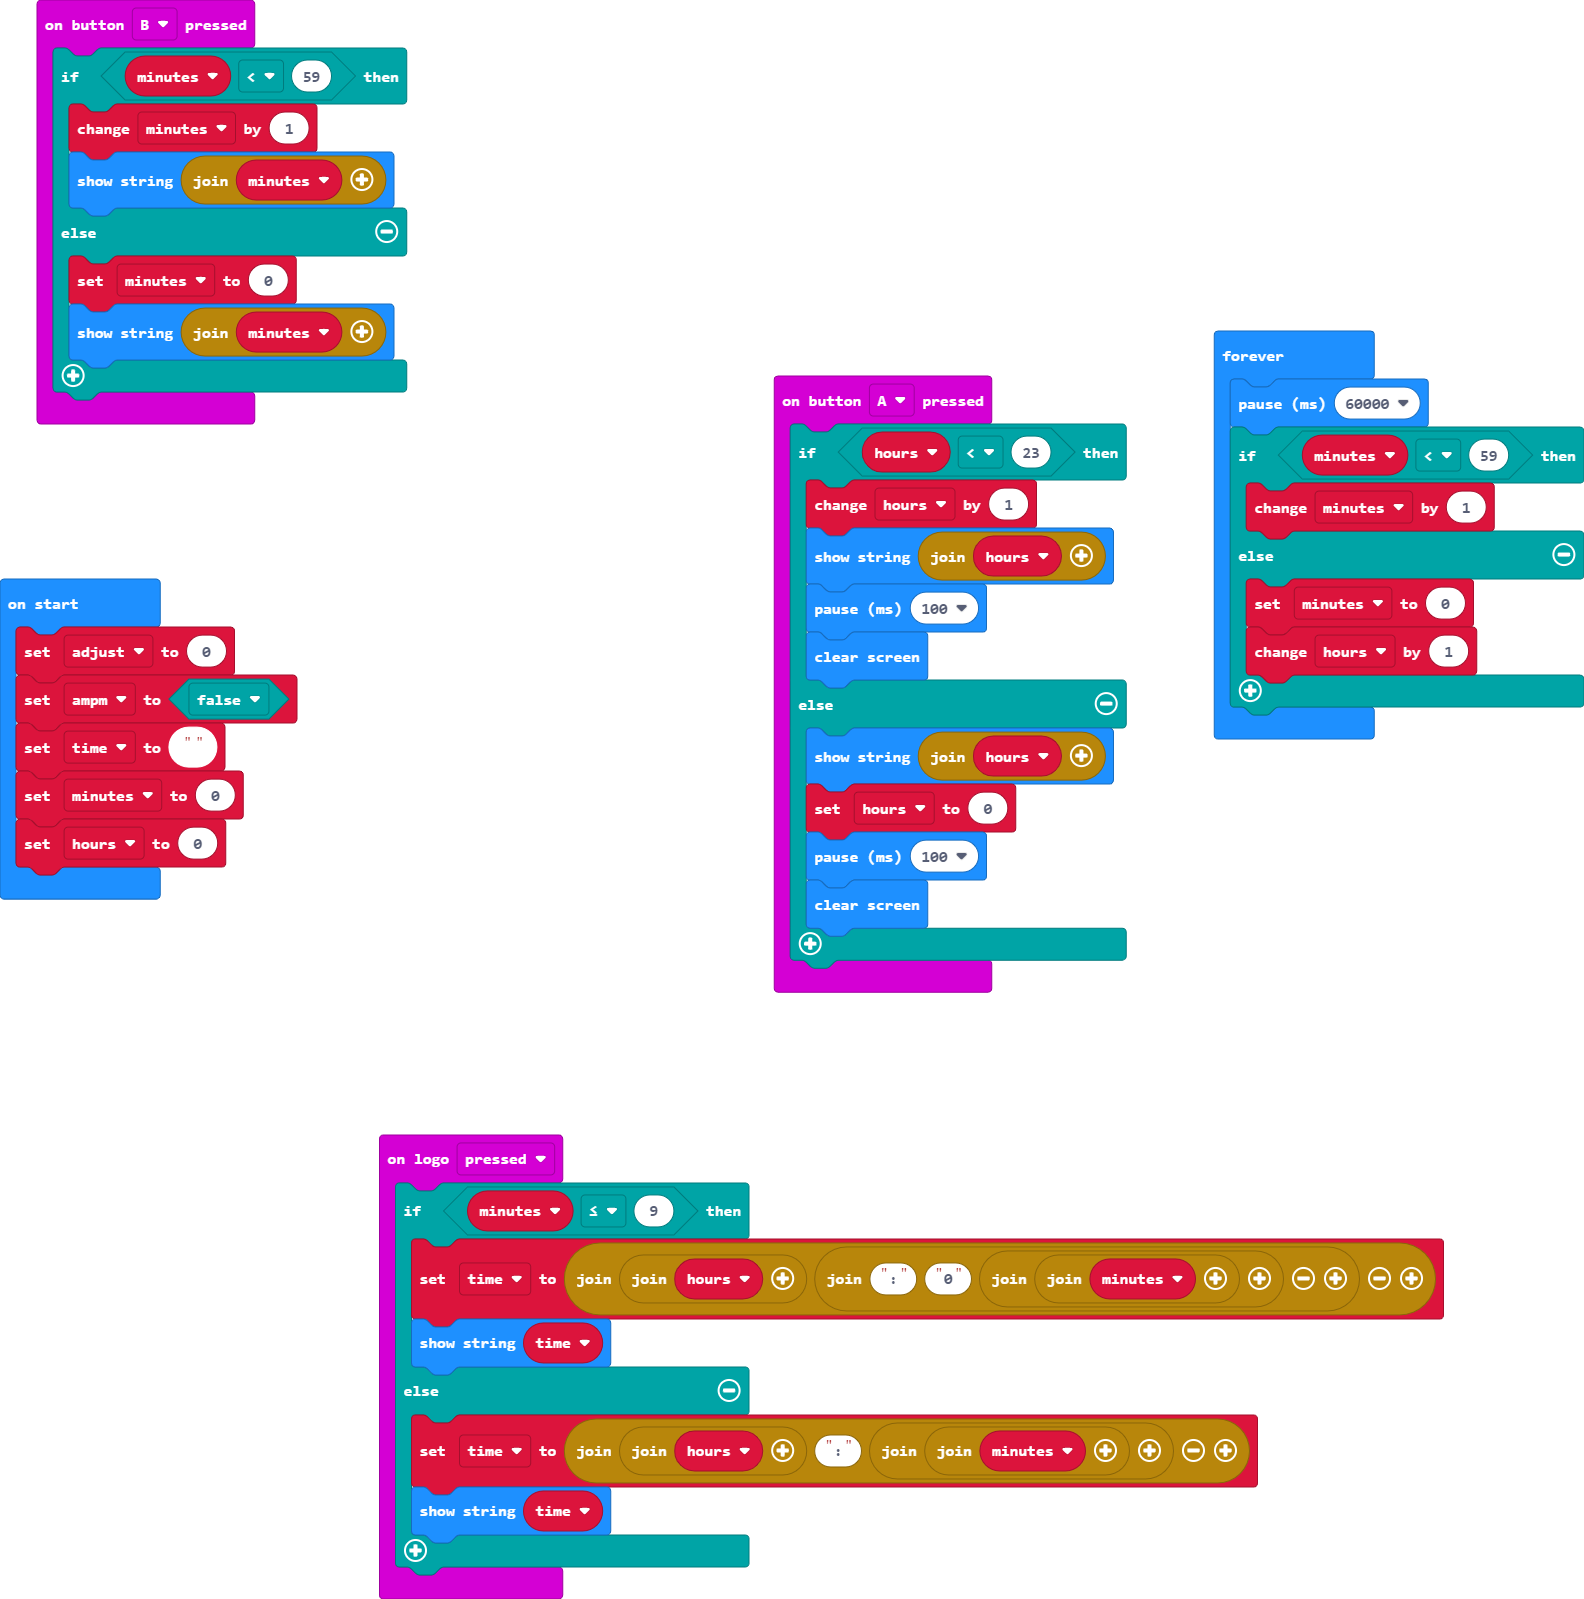 on button B pressed
if minutes < 59 then
change minutes by 1
show string join minutes
else
set minutes to 0
show string join minutes
on start
set adjust to 0
set ampm to false
set time to " "
set minutes to 0
set hours to 0
on button A pressed
if hours < 23 then
change hours by 1
show string join hours
pause (ms) 100
clear screen
else
show string join hours
set hours to 0
pause (ms) 100
clear screen
forever
pause (ms) 60000
if minutes < 59 then
change minutes by 1
else
set minutes to 0
change hours by 1
on logo pressed
if minutes ≤ 9 then
set time to join join hours join ":" "0" join join minutes
show string time
else
set time to join join hours ":" join join minutes
show string time